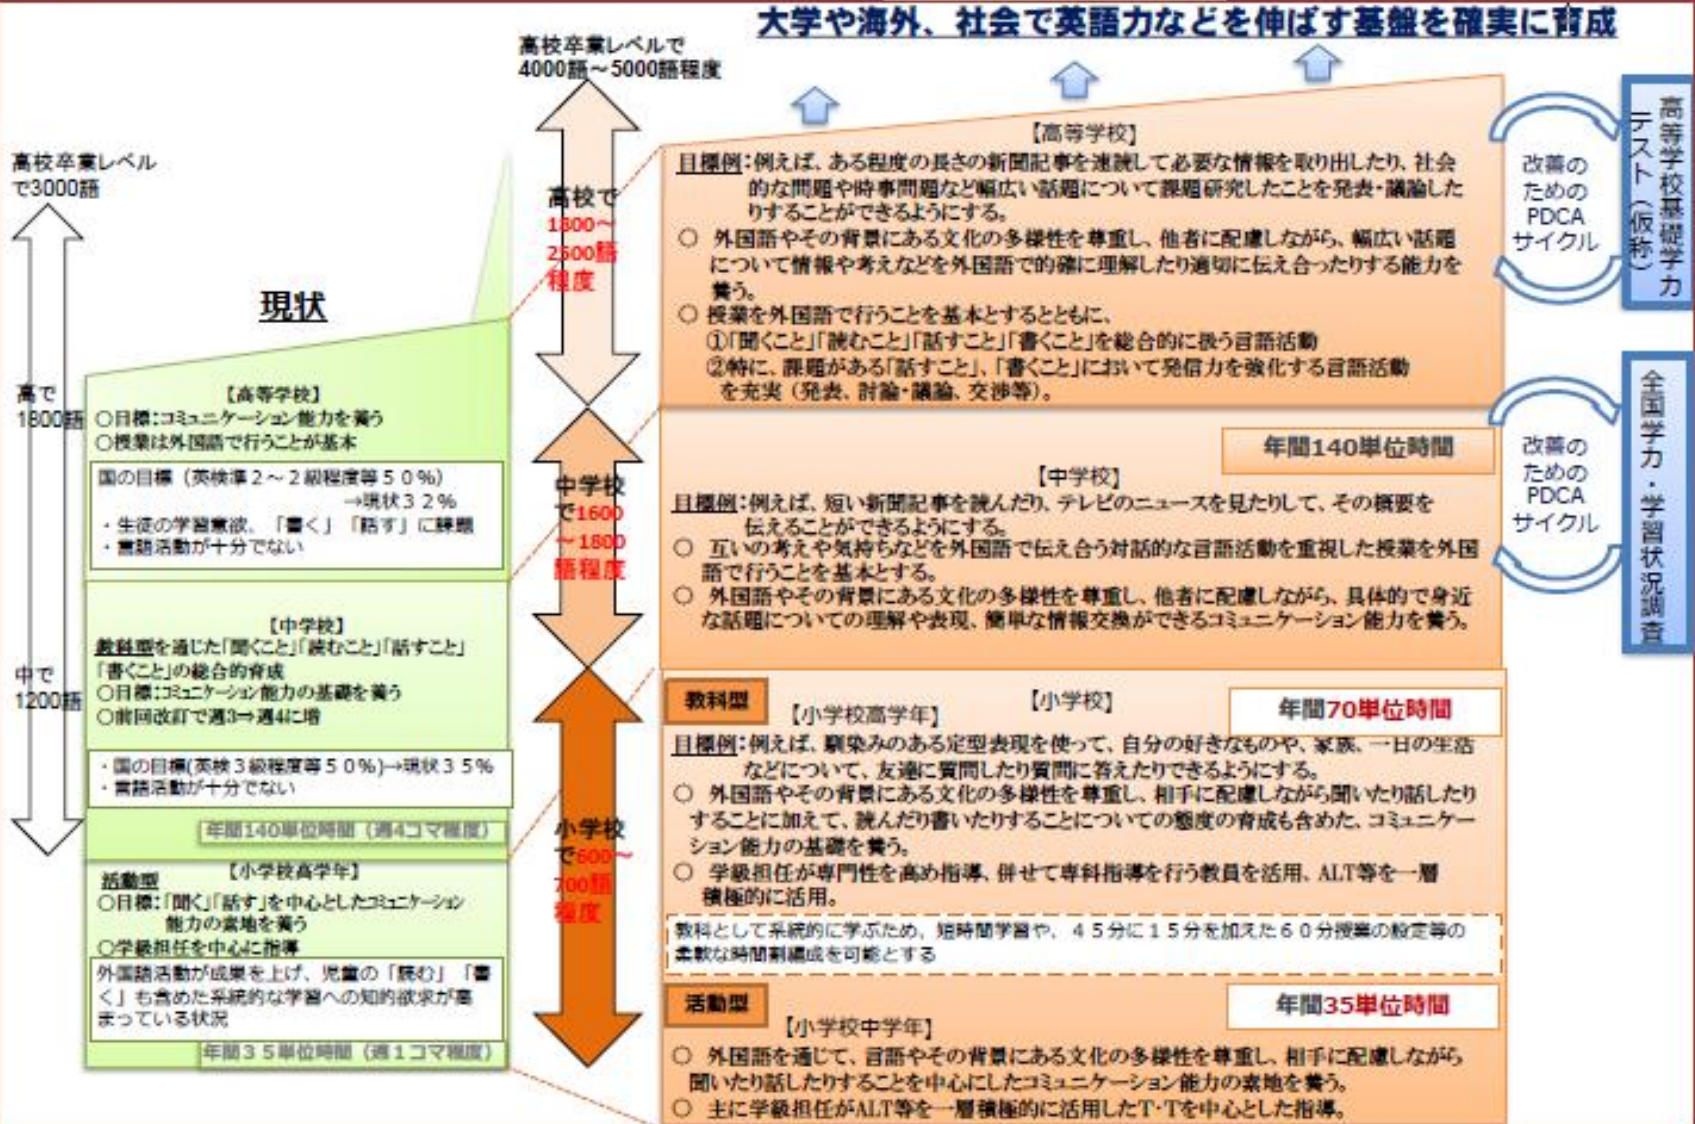 大学や海外、社会で英語力などを伸ばす基盤を確実に育成
高校卒業レベルで
4000語～5000語程度
高校卒業レベル
で3000語
高で
1800語
中で
1200語
現状
【高等学校】
○目標：コミュニケーション能力を養う
○授業は外国語で行うことが基本
国の目標（英検準２～２級程度等５０％）
→現状３２％
・生徒の学習意欲、「書く」「話す」に課題
・言語活動が十分でない
【中学校】
教科型を通じた「聞くこと」「読むこと」「話すこと」
「書くこと」の総合的育成
○目標：コミュニケーション能力の基礎を養う
○前回改訂で週3⇒週4に増
・国の目標(英検３級程度等５０％)→現状３５％
・言語活動が十分でない
年間140単位時間（週4コマ程度）
【小学校高学年】
活動型
○目標：「聞く」「話す」を中心としたコミュニケーション
能力の素地を養う
○学級担任を中心に指導
外国語活動が成果を上げ、児童の「読む」「書
く」も含めた系統的な学習への知的欲求が高
まっている状況
年間３５単位時間（週１コマ程度）
高校で
1800～
2500語
程度
中学校
で1600
～1800
語程度
小学校
で600～
700語
程度
【高等学校】
目標例：例えば、ある程度の長さの新聞記事を速読して必要な情報を取り出したり、社会
的な問題や時事問題など幅広い話題について課題研究したことを発表・議論した
りすることができるようにする。
○ 外国語やその背景にある文化の多様性を尊重し、他者に配慮しながら、幅広い話題
について情報や考えなどを外国語で的確に理解したり適切に伝え合ったりする能力を
養う。
○ 授業を外国語で行うことを基本とするとともに、
①「聞くこと」「読むこと」「話すこと」「書くこと」を総合的に扱う言語活動
②特に、課題がある「話すこと」、「書くこと」において発信力を強化する言語活動
を充実（発表、討論・議論、交渉等）。
年間140単位時間
【中学校】
目標例：例えば、短い新聞記事を読んだり、テレビのニュースを見たりして、その概要を
伝えることができるようにする。
○ 互いの考えや気持ちなどを外国語で伝え合う対話的な言語活動を重視した授業を外国
語で行うことを基本とする。
○ 外国語やその背景にある文化の多様性を尊重し、他者に配慮しながら、具体的で身近
な話題についての理解や表現、簡単な情報交換ができるコミュニケーション能力を養う。
教科型
【小学校】
年間70単位時間
【小学校高学年】
目標例：例えば、馴染みのある定型表現を使って、自分の好きなものや、家族、一日の生活
などについて、友達に質問したり質問に答えたりできるようにする。
○ 外国語やその背景にある文化の多様性を尊重し、相手に配慮しながら聞いたり話したり
することに加えて、読んだり書いたりすることについての態度の育成も含めた、コミュニケー
ション能力の基礎を養う。
○ 学級担任が専門性を高め指導、併せて専科指導を行う教員を活用、ALT等を一層
積極的に活用。
教科として系統的に学ぶため、短時間学習や、４５分に１５分を加えた６０分授業の設定等の
柔軟な時間割編成を可能とする
活動型
年間35単位時間
【小学校中学年】
○ 外国語を通じて、言語やその背景にある文化の多様性を尊重し、相手に配慮しながら
聞いたり話したりすることを中心にしたコミュニケーション能力の素地を養う。
○ 主に学級担任がALT等を一層積極的に活用したT・Tを中心とした指導。
改善の
ための
PDCA
サイクル
高等学校基礎学力
テスト（仮称）
改善の
ための
PDCA
サイクル
全国学力・学習状況調査